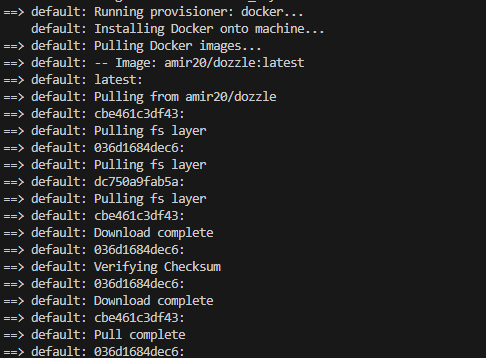 ==> default: Running provisioner: docker...
    default: Installing Docker onto machine...
==> default: Pulling Docker images...
==> default: -- Image: amir20/dozzle:latest
==> default: latest:
==> default: Pulling from amir20/dozzle
==> default: cbe461c3df43:
==> default: Pulling fs layer
==> default: 036d1684dec6:
==> default: Pulling fs layer
==> default: dc750a9fab5a:
==> default: Pulling fs layer
==> default: cbe461c3df43:
==> default: Download complete
==> default: 036d1684dec6:
==> default: Verifying Checksum
==> default: 036d1684dec6:
==> default: Download complete
==> default: cbe461c3df43:
==> default: Pull complete
==> default: 036d1684dec6: